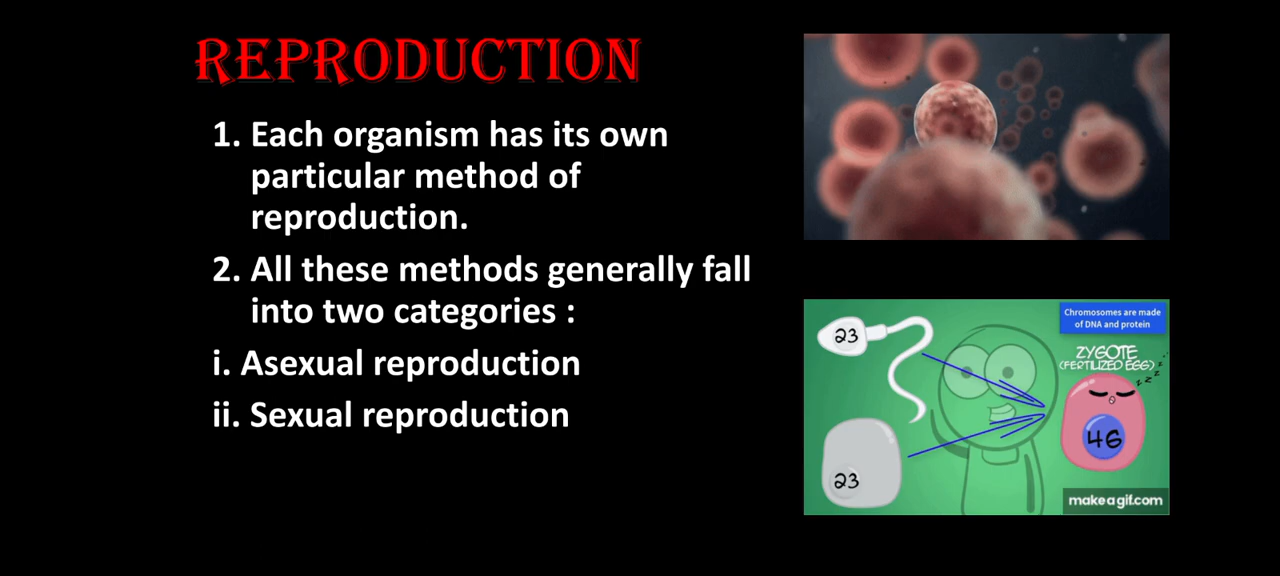 REPRODUCTION
1. Each organism has its own
particular method of
reproduction.
2. All these methods generally fall
into two categories :
i. Asexual reproduction
ii. Sexual reproduction
23
Chromosomes are made
of DNA and protein
ZYGOTE
(FERTILIZED EGG)
z z z z
46
23
makeagif.com